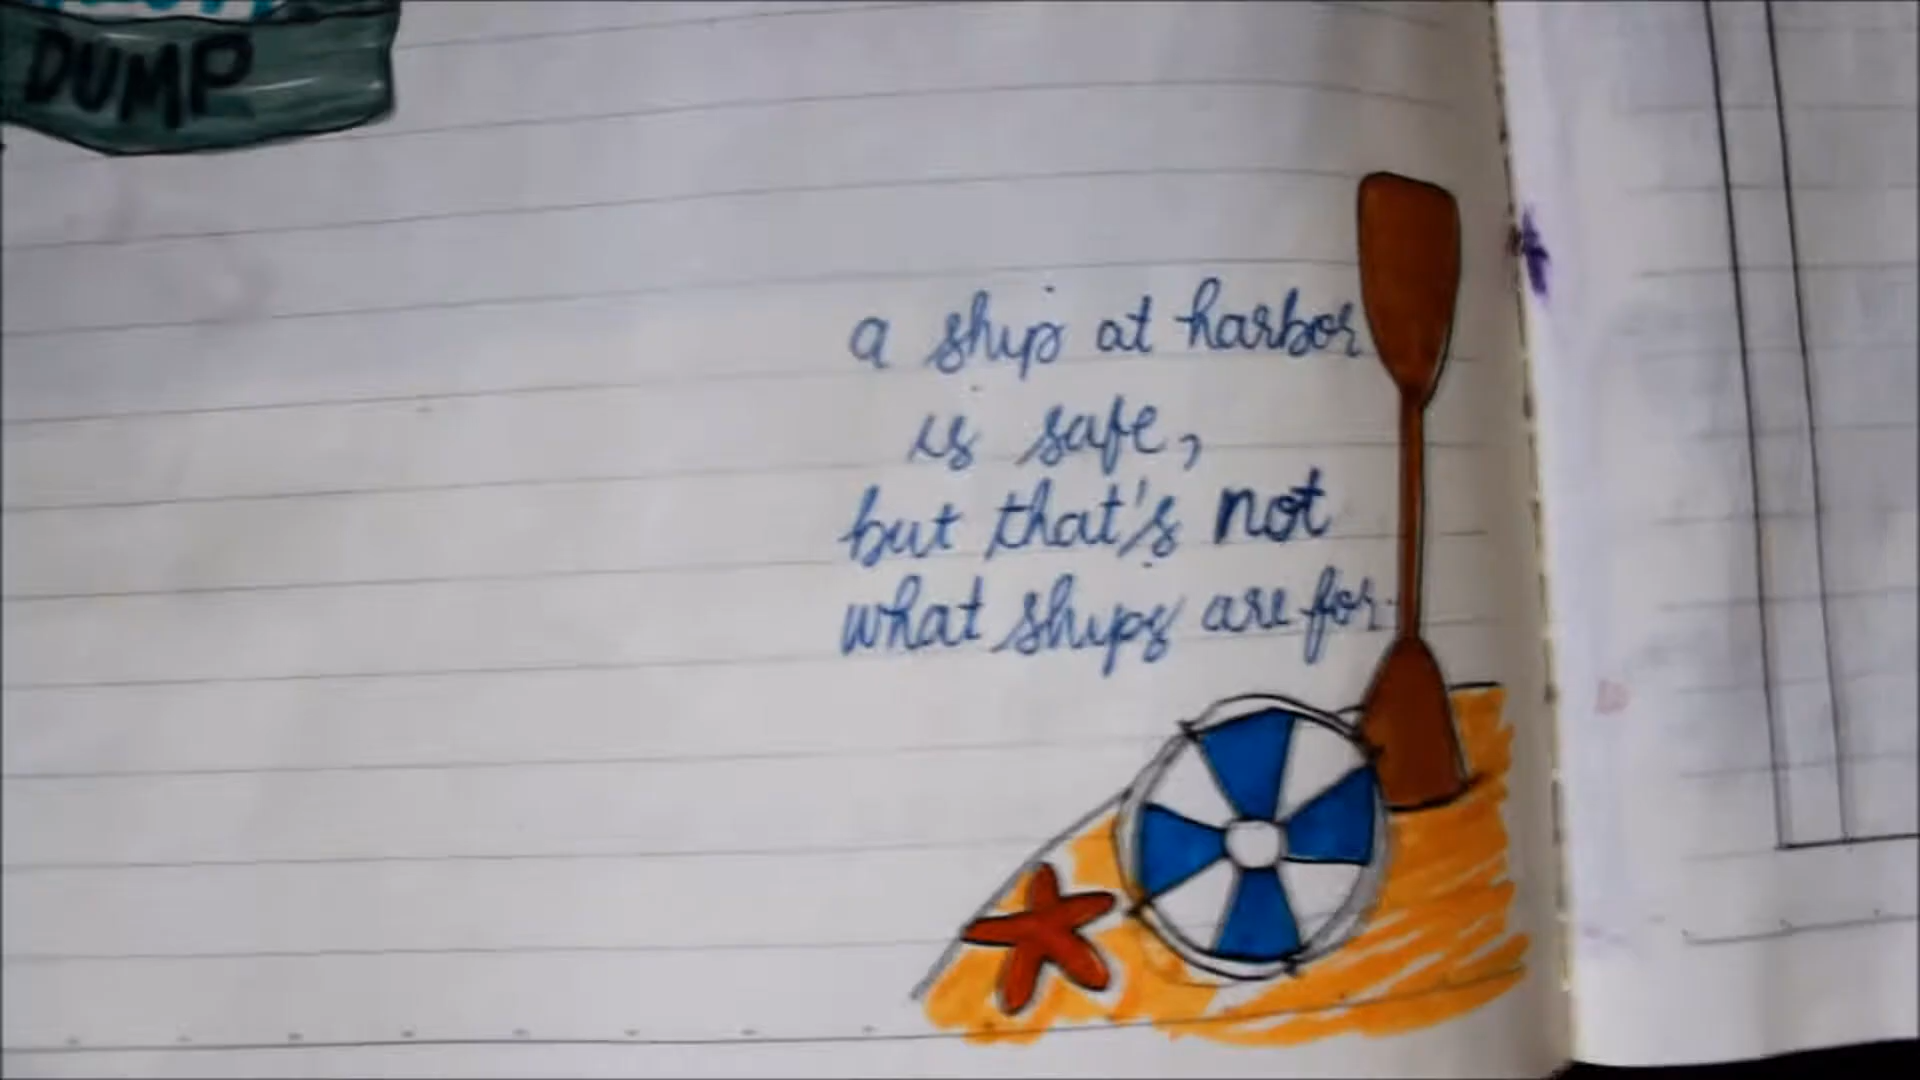 DUMP
a ship at harbor
is safe,
but that's not
what ships are for.